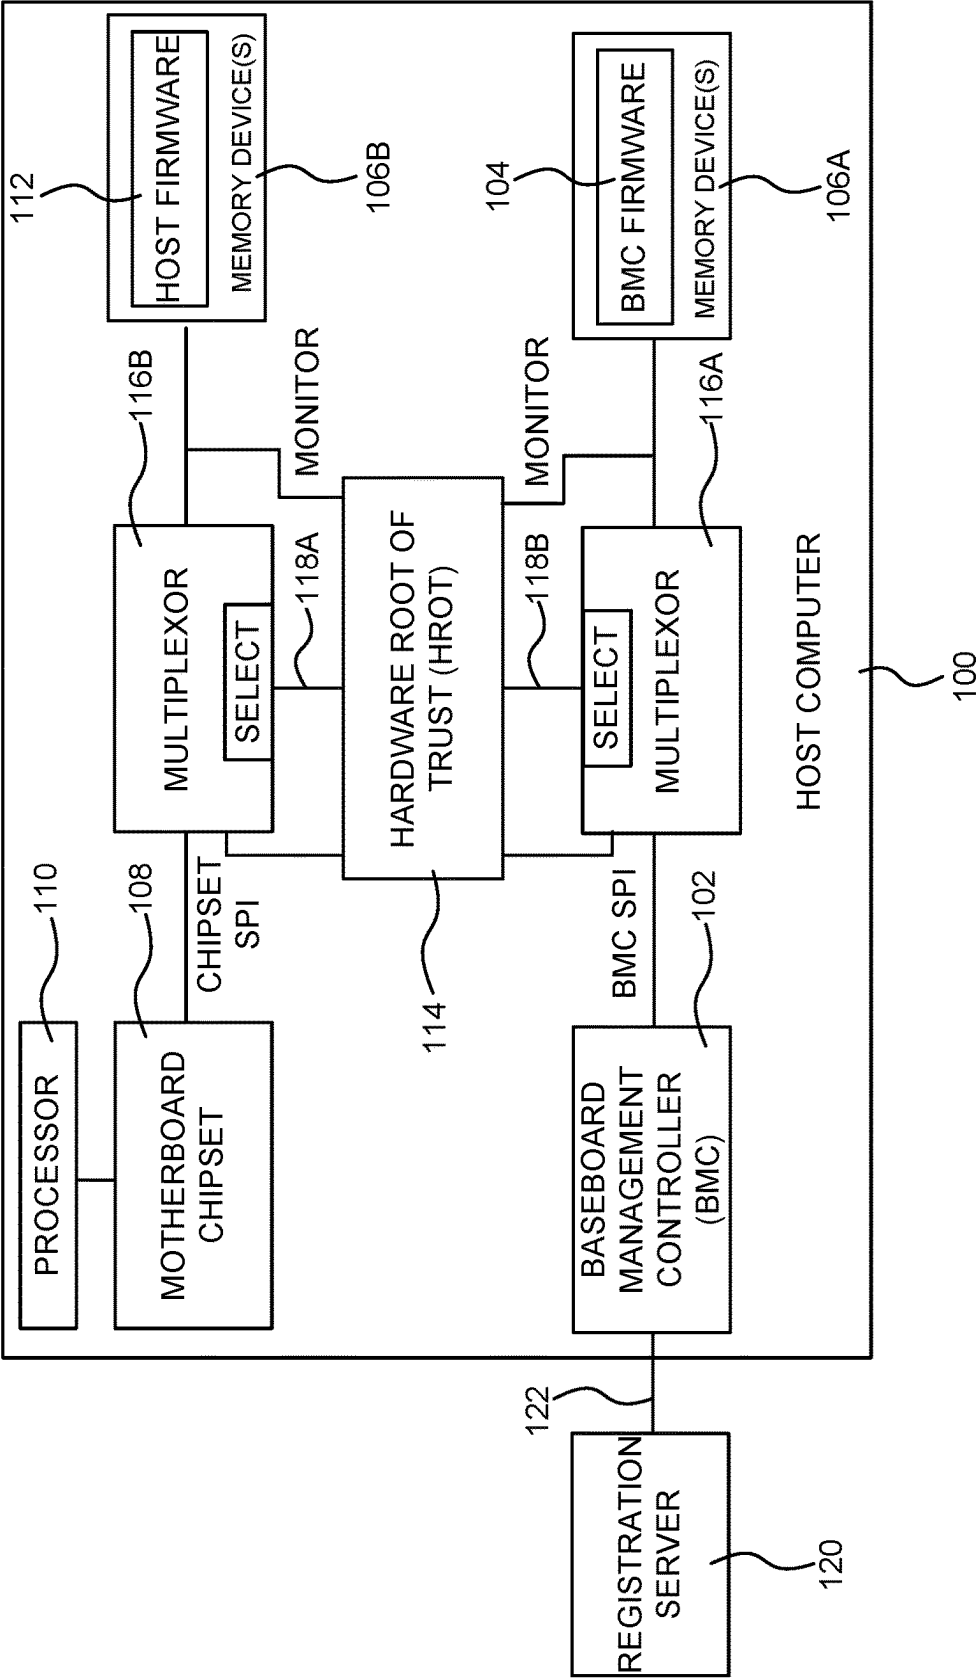 110
PROCESSOR
108
MOTHERBOARD
CHIPSET
CHIPSET
SPI
116B
MULTIPLEXOR
SELECT
112
HOST FIRMWARE
MEMORY DEVICE(S)
106B
118A
MONITOR
HARDWARE ROOT OF
TRUST (HROT)
114
118B
MONITOR
122
REGISTRATION
SERVER
120
BASEBOARD
MANAGEMENT
CONTROLLER
(BMC)
102
BMC SPI
SELECT
MULTIPLEXOR
116A
104
BMC FIRMWARE
MEMORY DEVICE(S)
106A
HOST COMPUTER
100